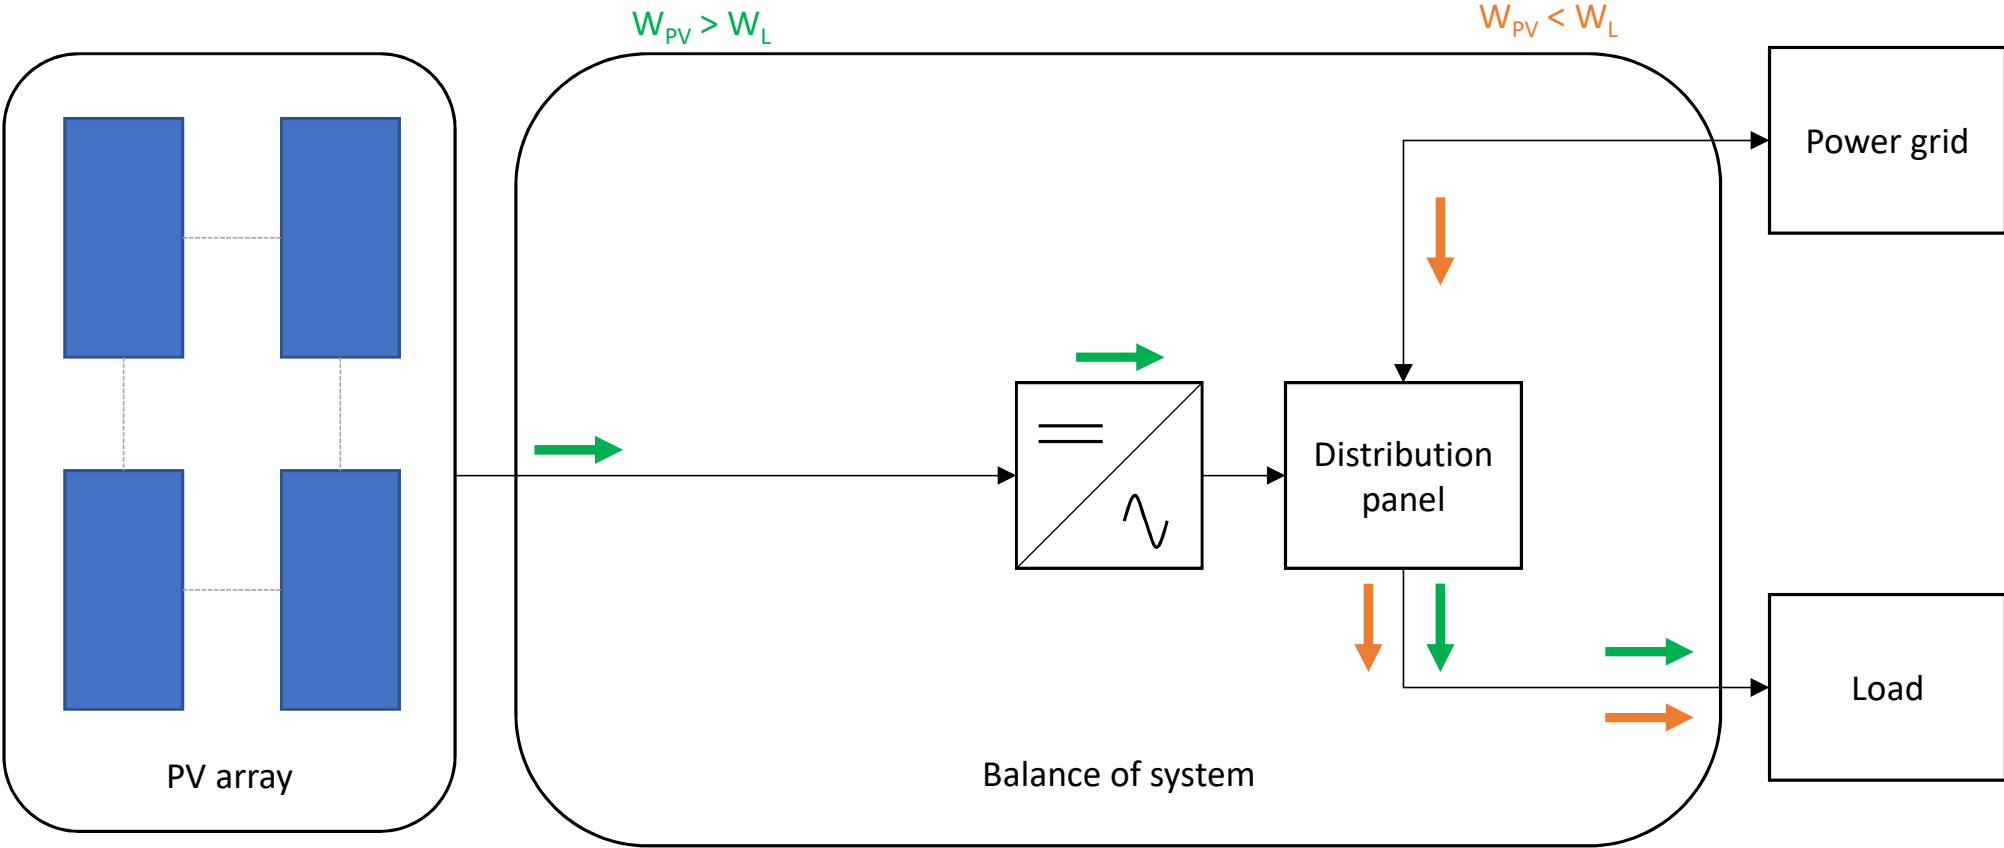 W_PV > W_L
W_PV < W_L
Power grid
Distribution
panel
Load
PV array
Balance of system